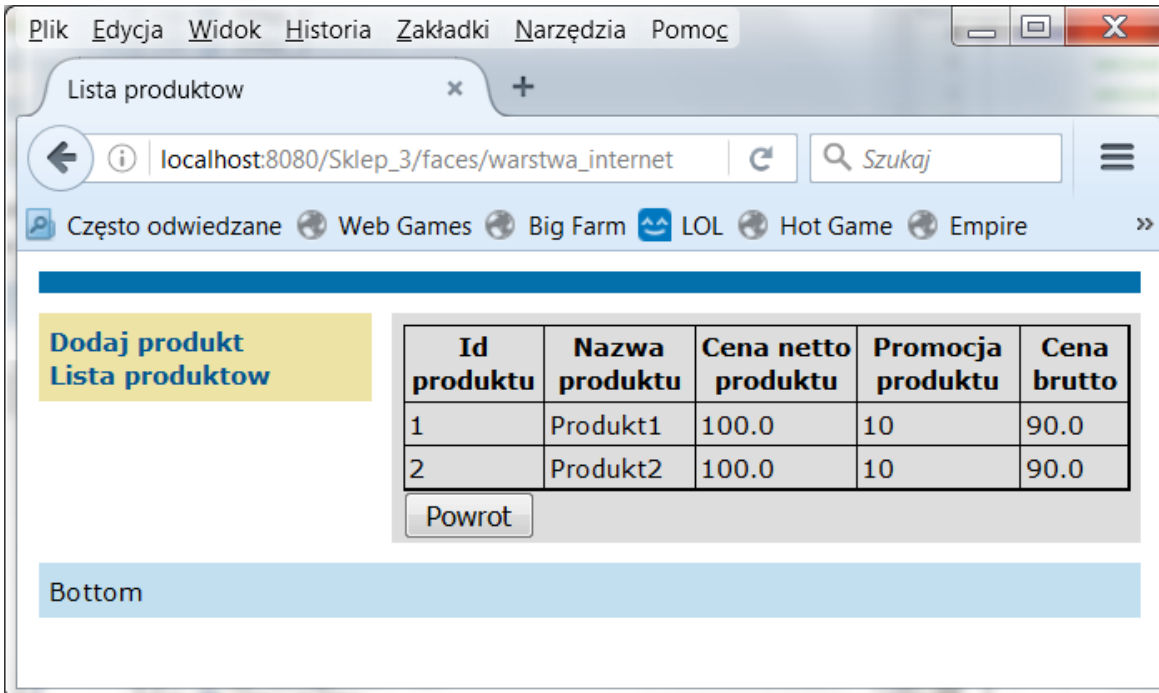 Plik Edycja Widok Historia Zakładki Narzędzia Pomoc
Lista produktow
localhost:8080/Sklep_3/faces/warstwa_internet Szukaj
Często odwiedzane Web Games Big Farm LOL Hot Game Empire
Dodaj produkt
Lista produktow
Id produktu Nazwa produktu Cena netto produktu Promocja produktu Cena brutto
1 Produkt1 100.0 10 90.0
2 Produkt2 100.0 10 90.0
Powrot
Bottom